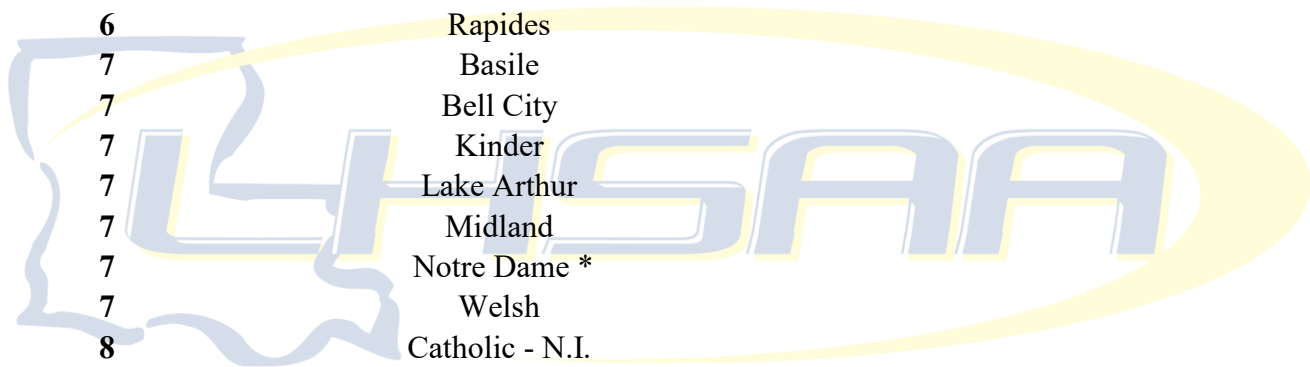 6 Rapides
7 Basile
7 Bell City
7 Kinder
7 Lake Arthur
7 Midland
7 Notre Dame *
7 Welsh
8 Catholic - N.I.
LHSAA